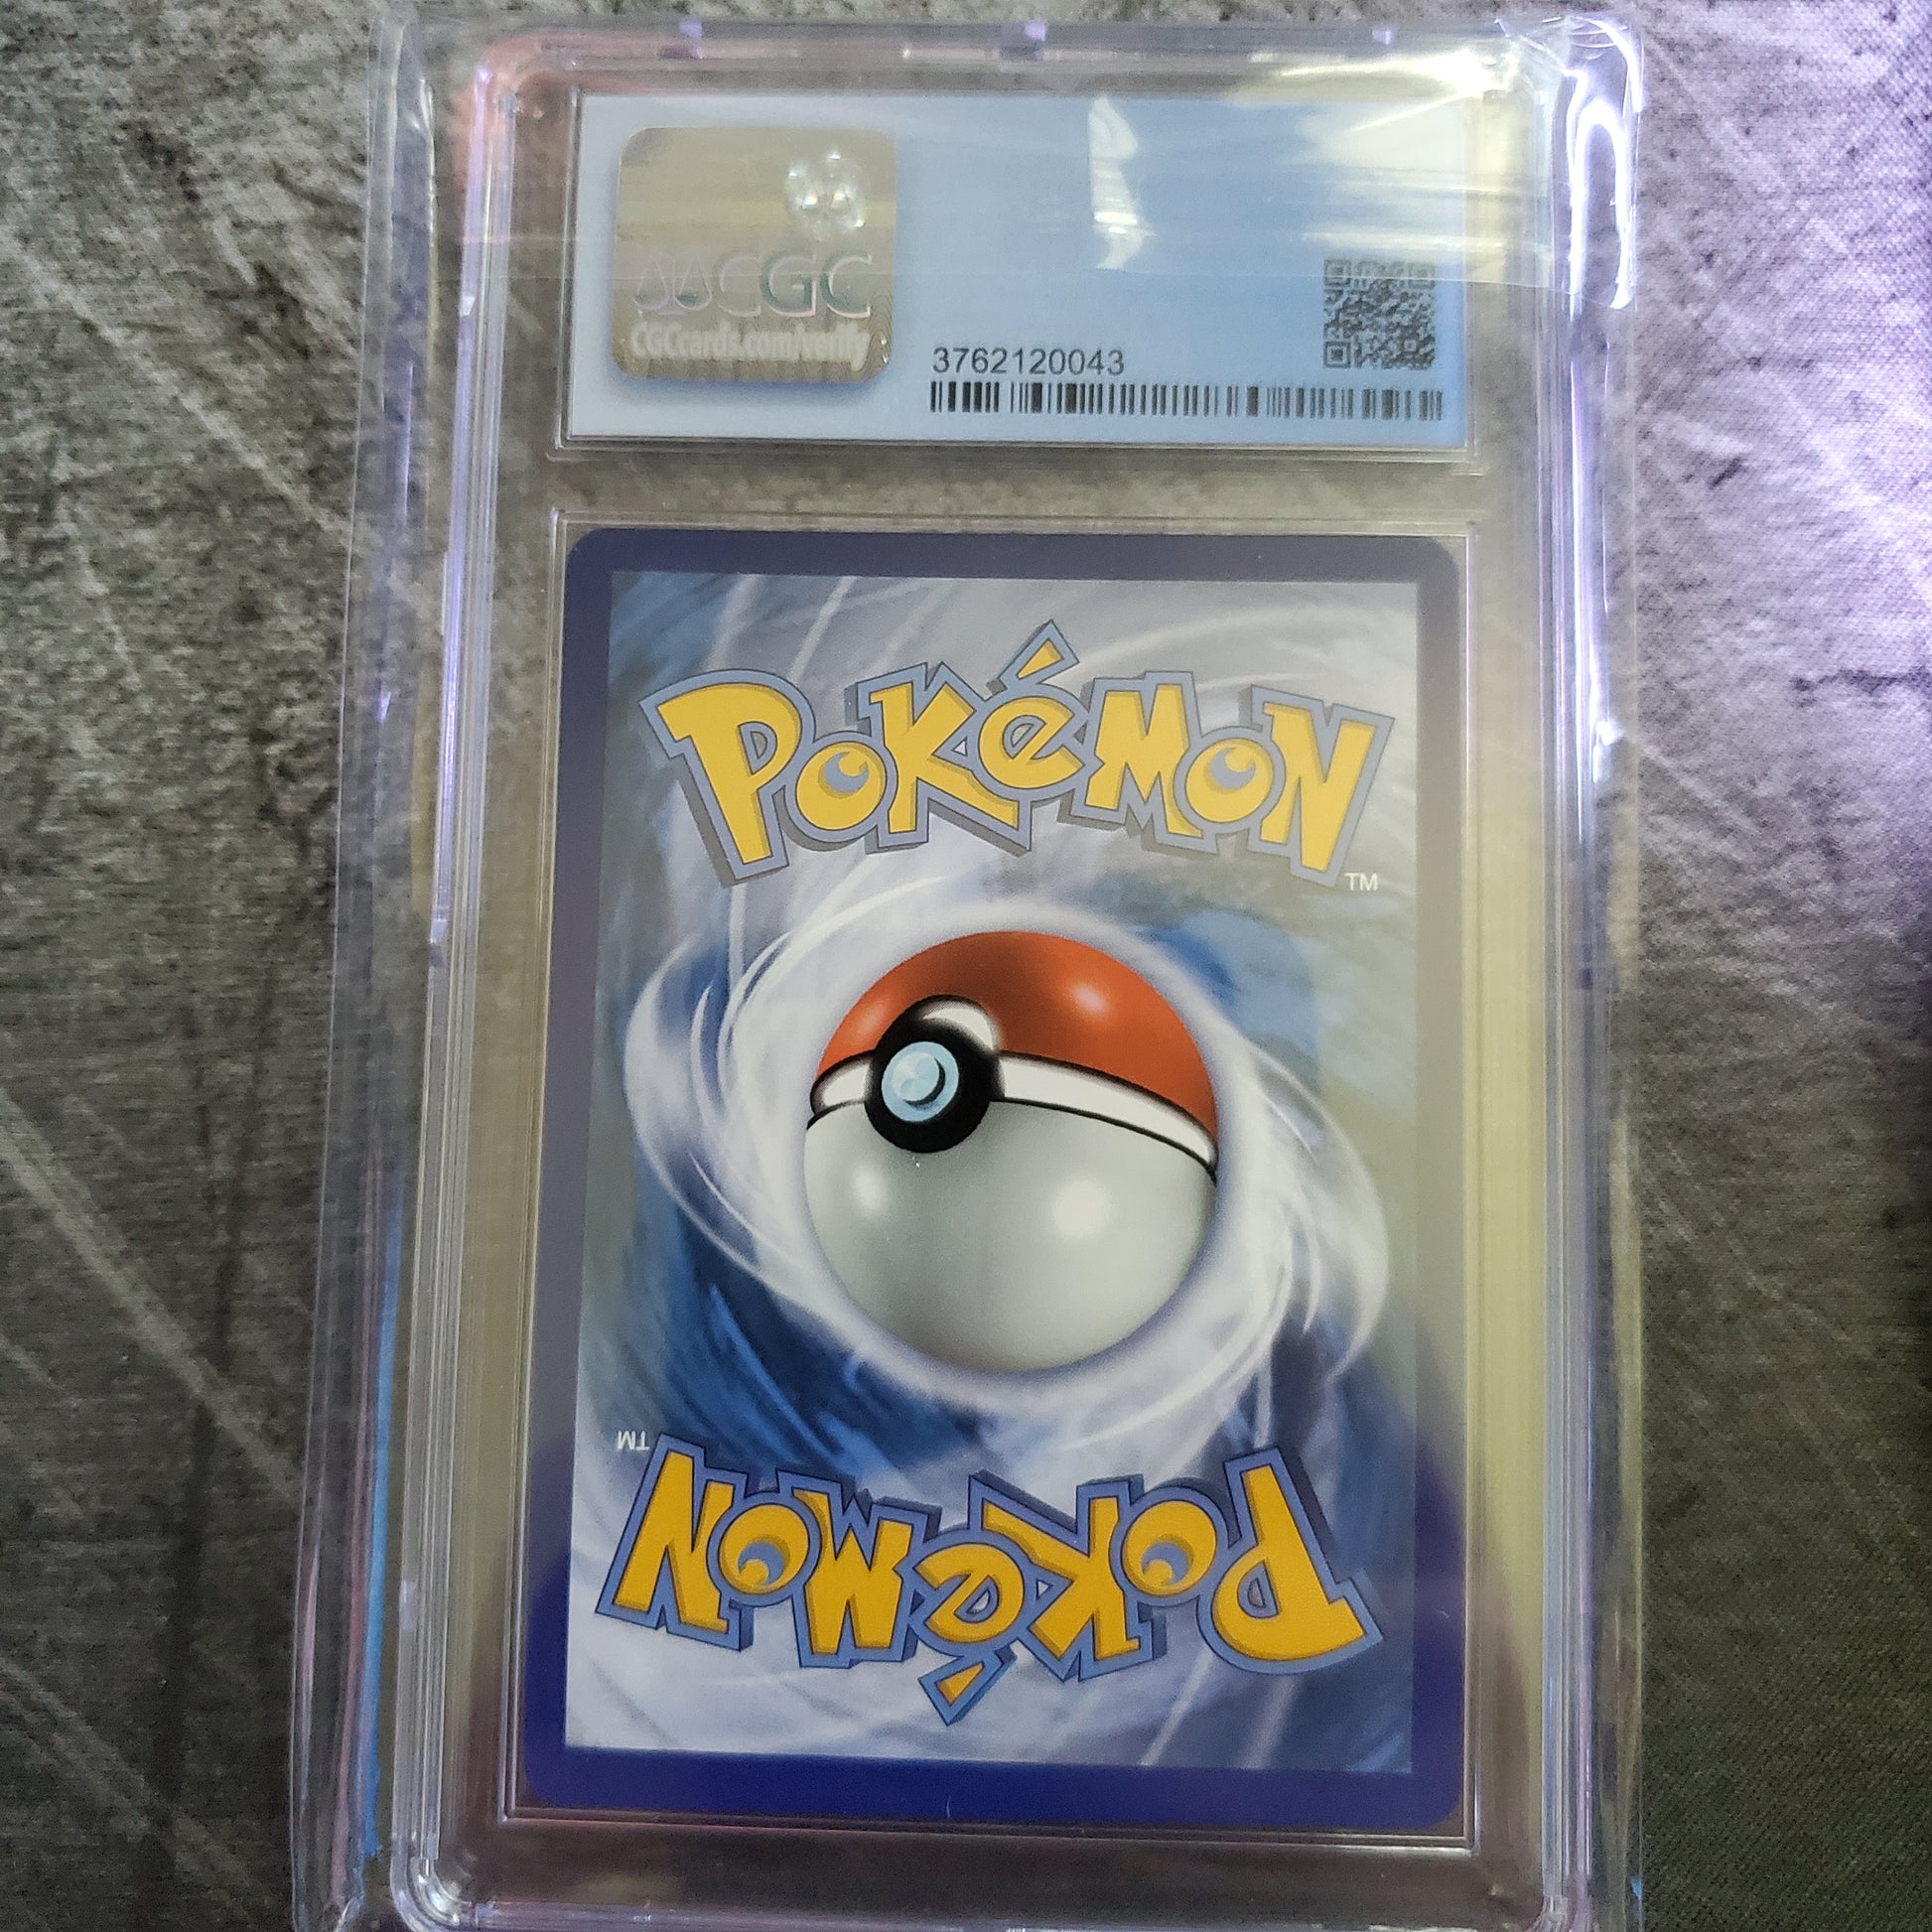 CGC
CGCcards.com/verify
3762120043
POKéMON
TM
TM
POKéMON